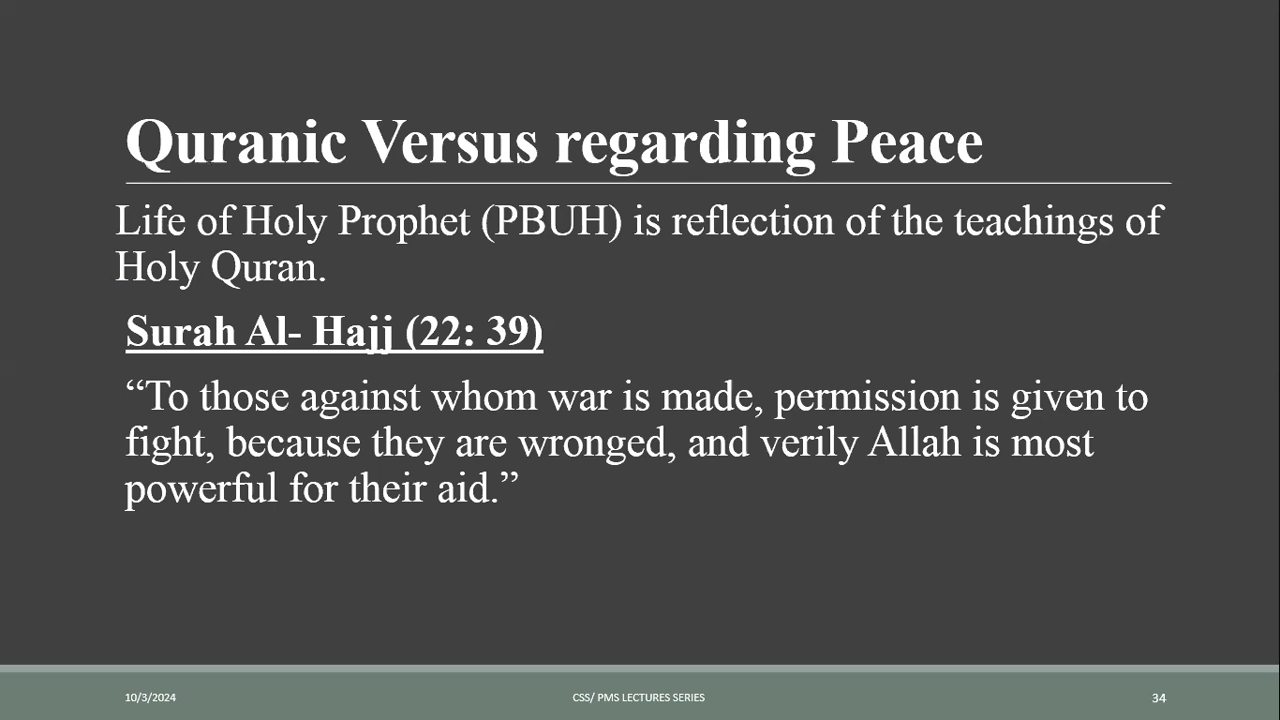 Quranic Versus regarding Peace
Life of Holy Prophet (PBUH) is reflection of the teachings of
Holy Quran.
Surah Al- Hajj (22: 39)
“To those against whom war is made, permission is given to
fight, because they are wronged, and verily Allah is most
powerful for their aid.”
10/3/2024
CSS/ PMS LECTURES SERIES
34